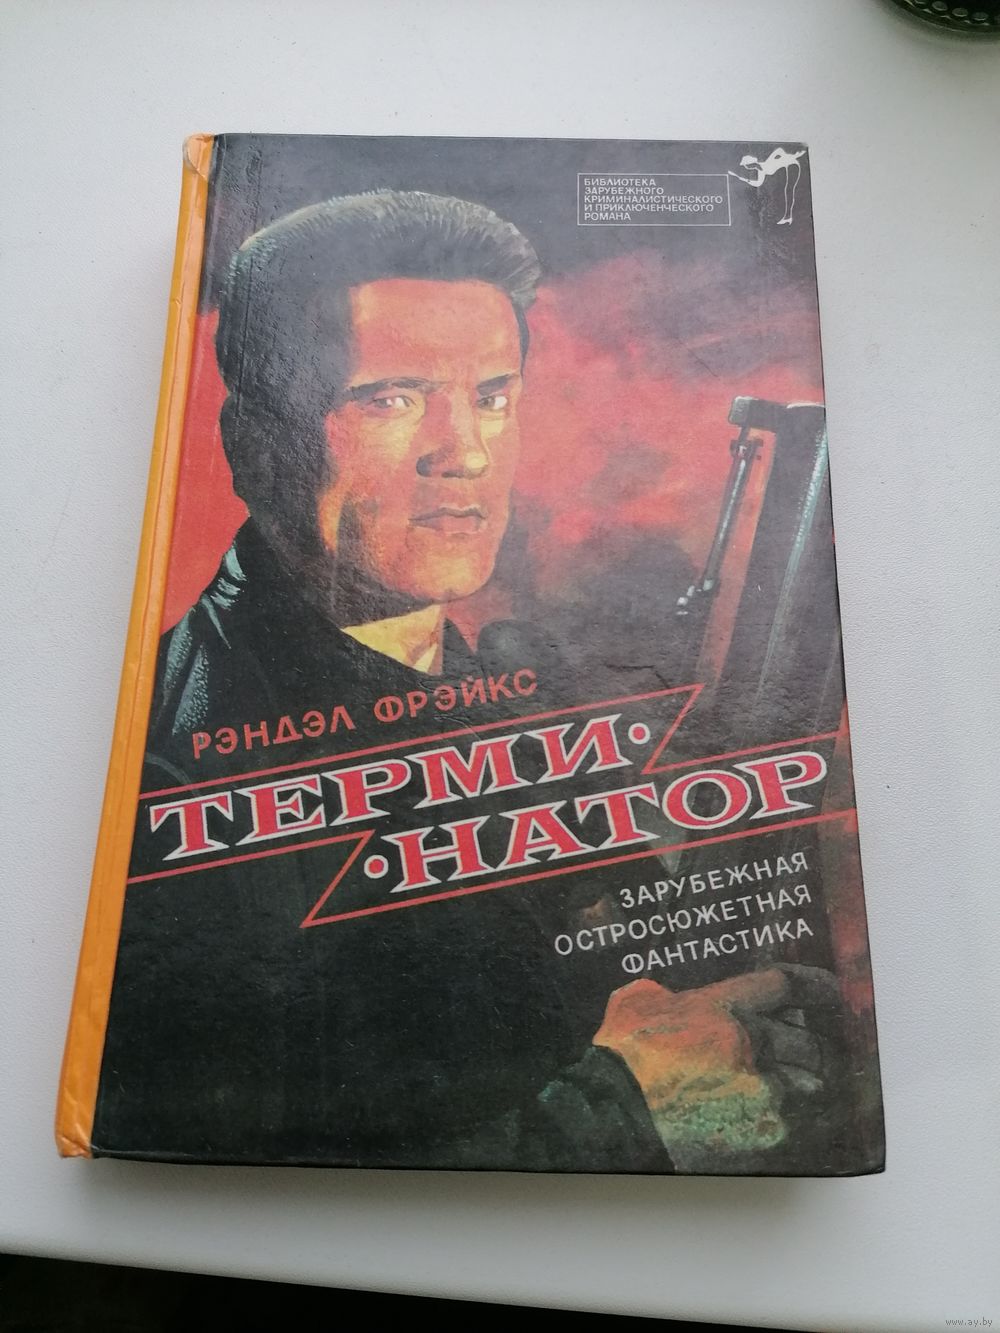 БИБЛИОТЕКА
ЗАРУБЕЖНОГО
КРИМИНАЛИСТИЧЕСКОГО
И ПРИКЛЮЧЕНЧЕСКОГО
РОМАНА
РЭНДЭЛ ФРЭЙКС
ТЕРМИ·
·НАТОР
ЗАРУБЕЖНАЯ
ОСТРОСЮЖЕТНАЯ
ФАНТАСТИКА
www.ay.by